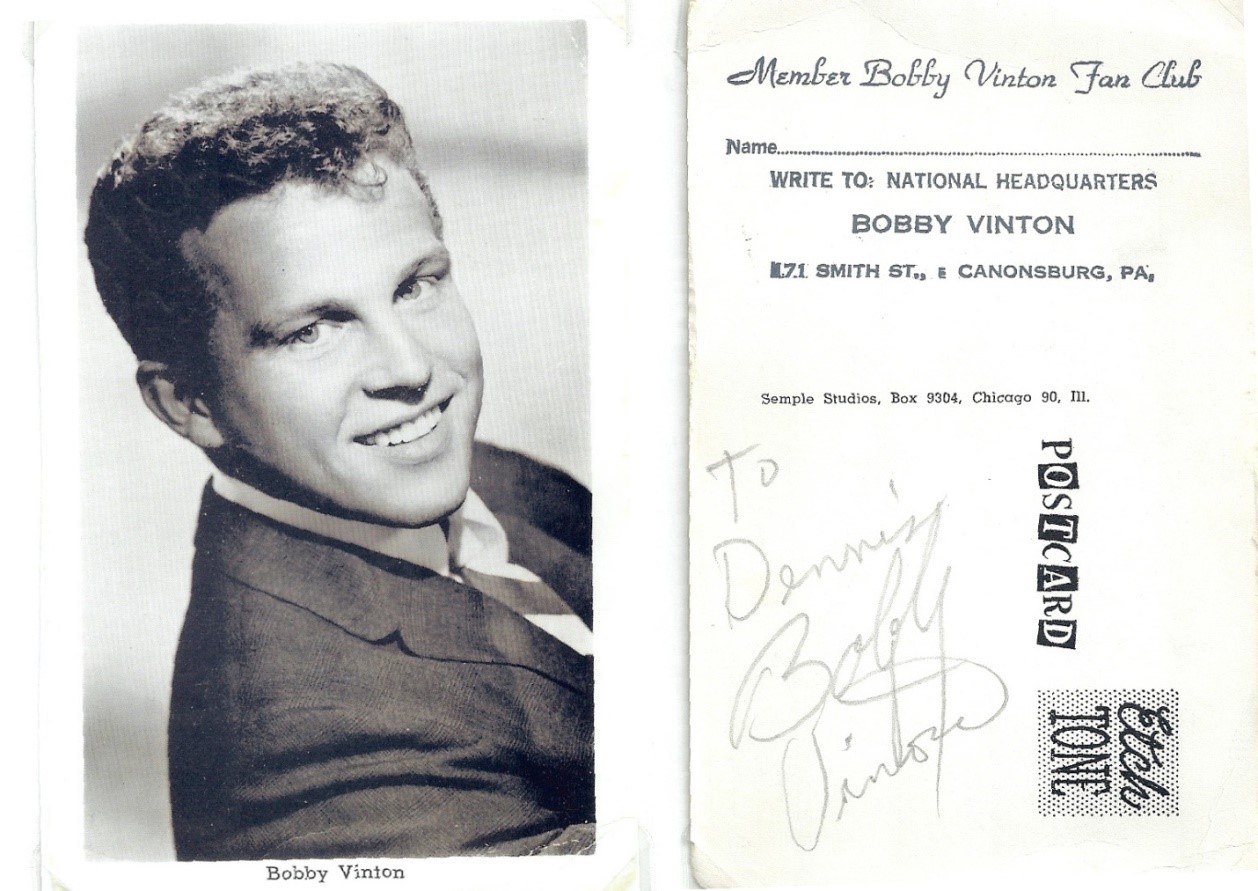 Bobby Vinton
Member Bobby Vinton Fan Club
Name
WRITE TO: NATIONAL HEADQUARTERS
BOBBY VINTON
171 SMITH ST., E CANONSBURG, PA.
Semple Studios, Box 9304, Chicago 90, Ill.
To
Dennis
Bobby
Vinton
POSTCARD
Etch
TONE